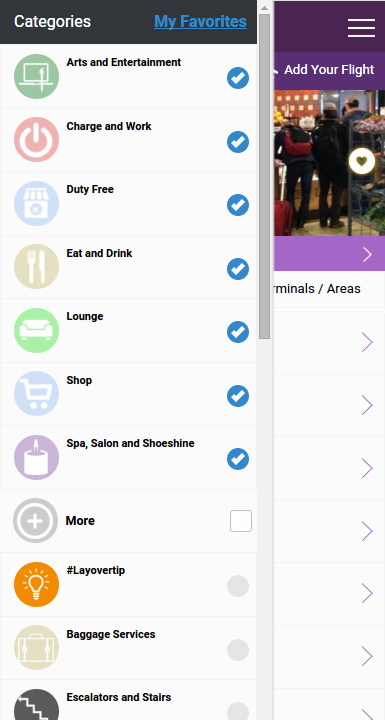 Categories
My Favorites
Add Your Flight
Arts and Entertainment
Charge and Work
Duty Free
Eat and Drink
rminals / Areas
Lounge
Shop
Spa, Salon and Shoeshine
More
#Layovertip
Baggage Services
Escalators and Stairs